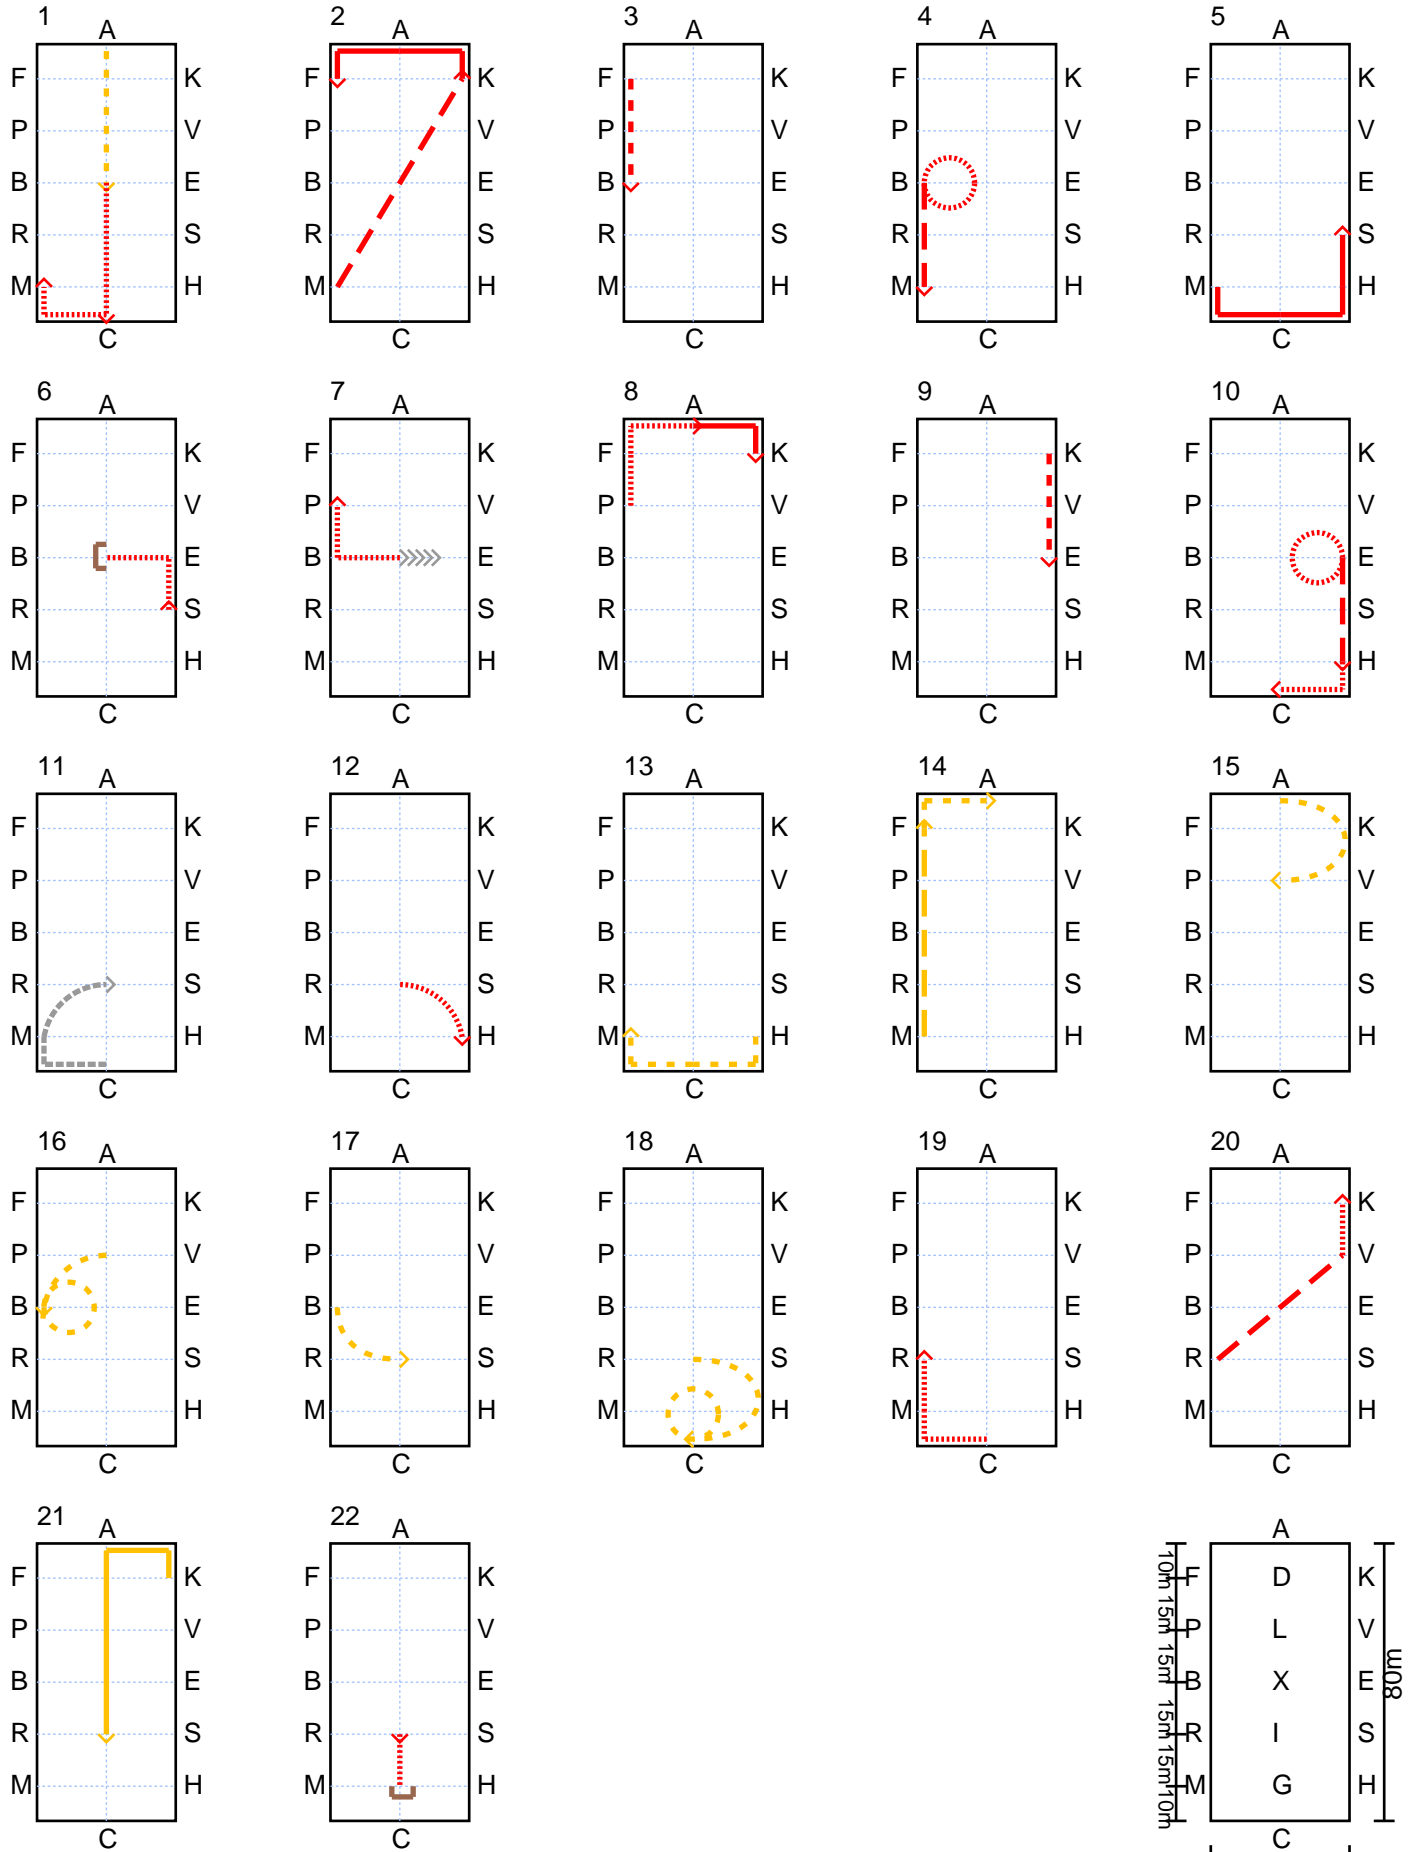 1 2 3 4 5
A A A A A
F K F K F K F K F K
P V P V P V P V P V
B E B E B E B E B E
R S R S R S R S R S
M H M H M H M H M H
C C C C C
6 7 8 9 10
A A A A A
F K F K F K F K F K
P V P V P V P V P V
B E B E B E B E B E
R S R S R S R S R S
M H M H M H M H M H
C C C C C
11 12 13 14 15
A A A A A
F K F K F K F K F K
P V P V P V P V P V
B E B E B E B E B E
R S R S R S R S R S
M H M H M H M H M H
C C C C C
16 17 18 19 20
A A A A A
F K F K F K F K F K
P V P V P V P V P V
B E B E B E B E B E
R S R S R S R S R S
M H M H M H M H M H
C C C C C
21 22
A A A
F K F K F D K
P V P V P L V
B E B E B X E
R S R S R I S
M H M H M G H
C C C
10m 15m 15m 15m 15m 10m
80m